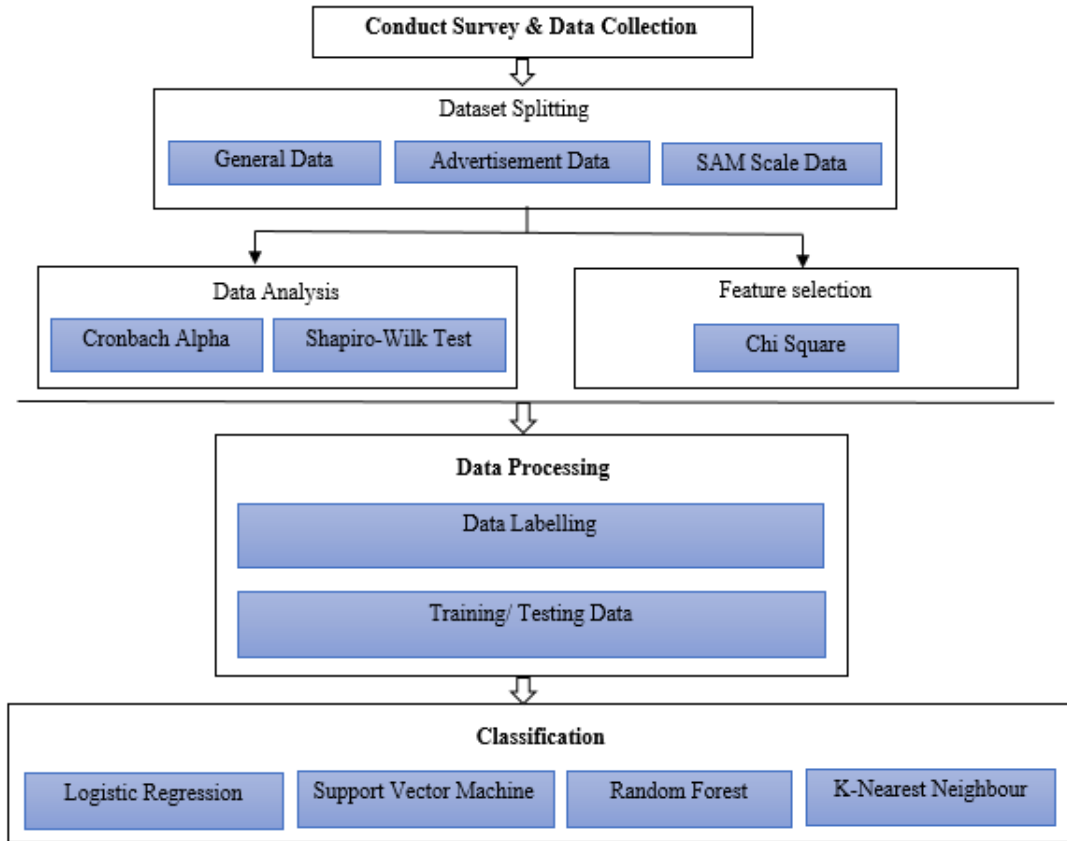 Conduct Survey & Data Collection
Dataset Splitting
General Data
Advertisement Data
SAM Scale Data
Data Analysis
Cronbach Alpha
Shapiro-Wilk Test
Feature selection
Chi Square
Data Processing
Data Labelling
Training/ Testing Data
Classification
Logistic Regression
Support Vector Machine
Random Forest
K-Nearest Neighbour